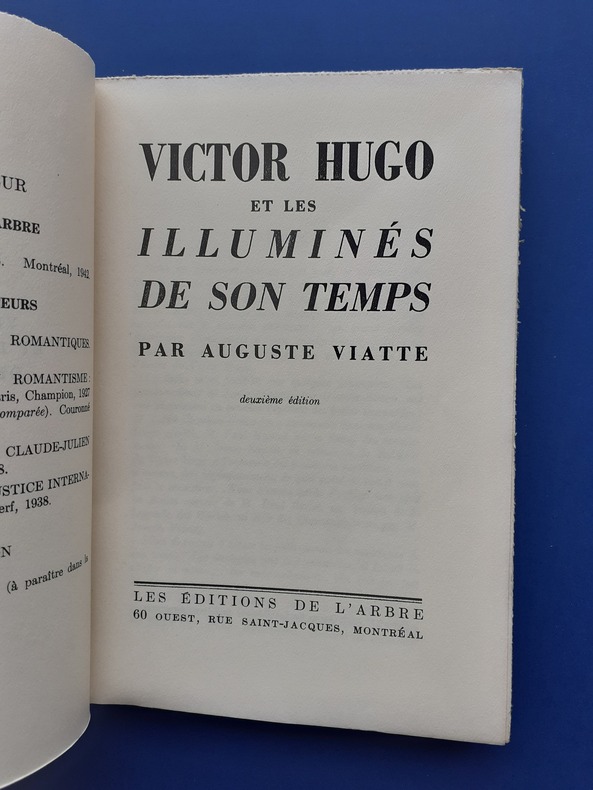 UR
ARBRE
. Montréal, 1942
EURS
ROMANTIQUES.
ROMANTISME :
ris, Champion, 1927
omparée). Couronné
CLAUDE-JULIEN
8.
USTICE INTERNA-
erf, 1938.
N
(à paraître dans la
VICTOR HUGO
ET LES
ILLUMINÉS
DE SON TEMPS
PAR AUGUSTE VIATTE
deuxième édition
LES ÉDITIONS DE L'ARBRE
60 OUEST, RUE SAINT-JACQUES, MONTRÉAL